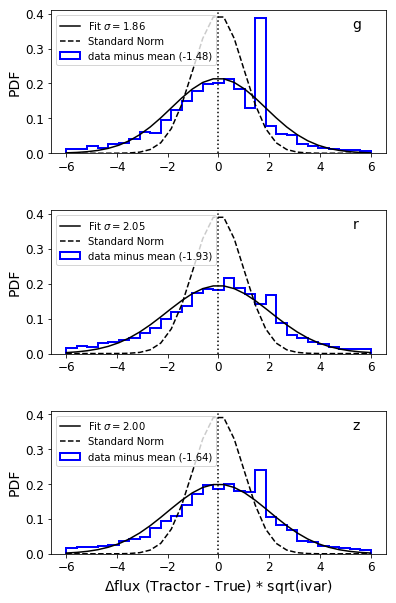 g
Fit σ = 1.86
Standard Norm
data minus mean (-1.48)
PDF
0.4
0.3
0.2
0.1
0.0
−6 −4 −2 0 2 4 6
r
Fit σ = 2.05
Standard Norm
data minus mean (-1.93)
PDF
0.4
0.3
0.2
0.1
0.0
−6 −4 −2 0 2 4 6
z
Fit σ = 2.00
Standard Norm
data minus mean (-1.64)
PDF
0.4
0.3
0.2
0.1
0.0
−6 −4 −2 0 2 4 6
Δflux (Tractor - True) * sqrt(ivar)